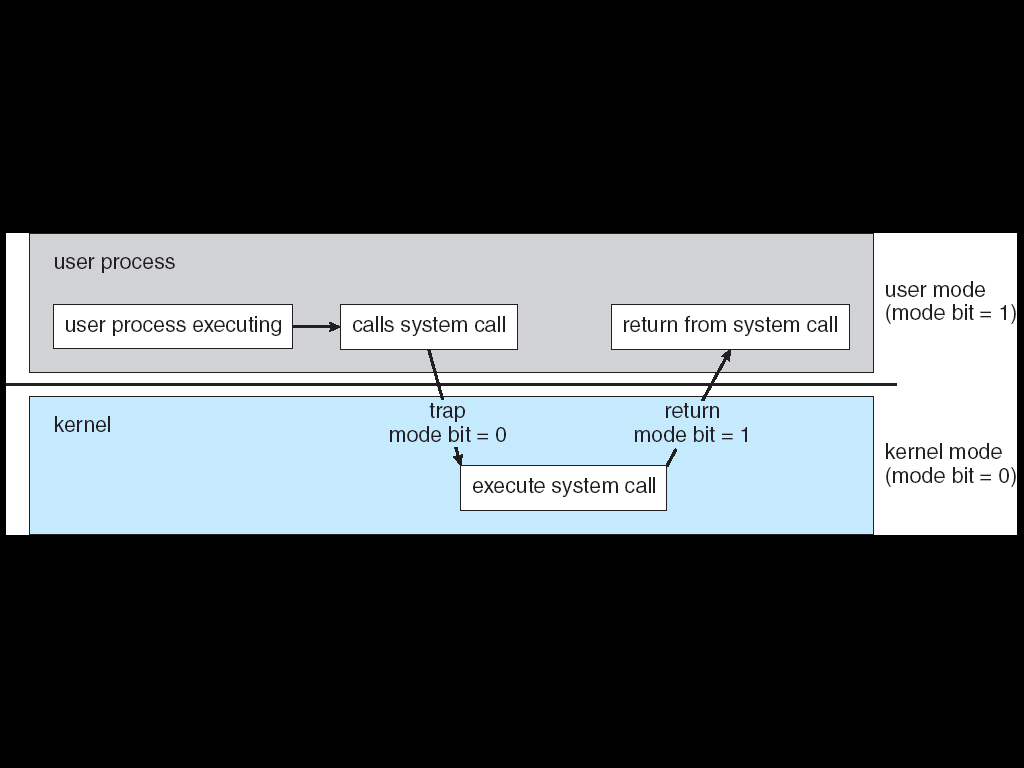 user process
user process executing
calls system call
return from system call
user mode
(mode bit = 1)
kernel
trap
mode bit = 0
return
mode bit = 1
execute system call
kernel mode
(mode bit = 0)